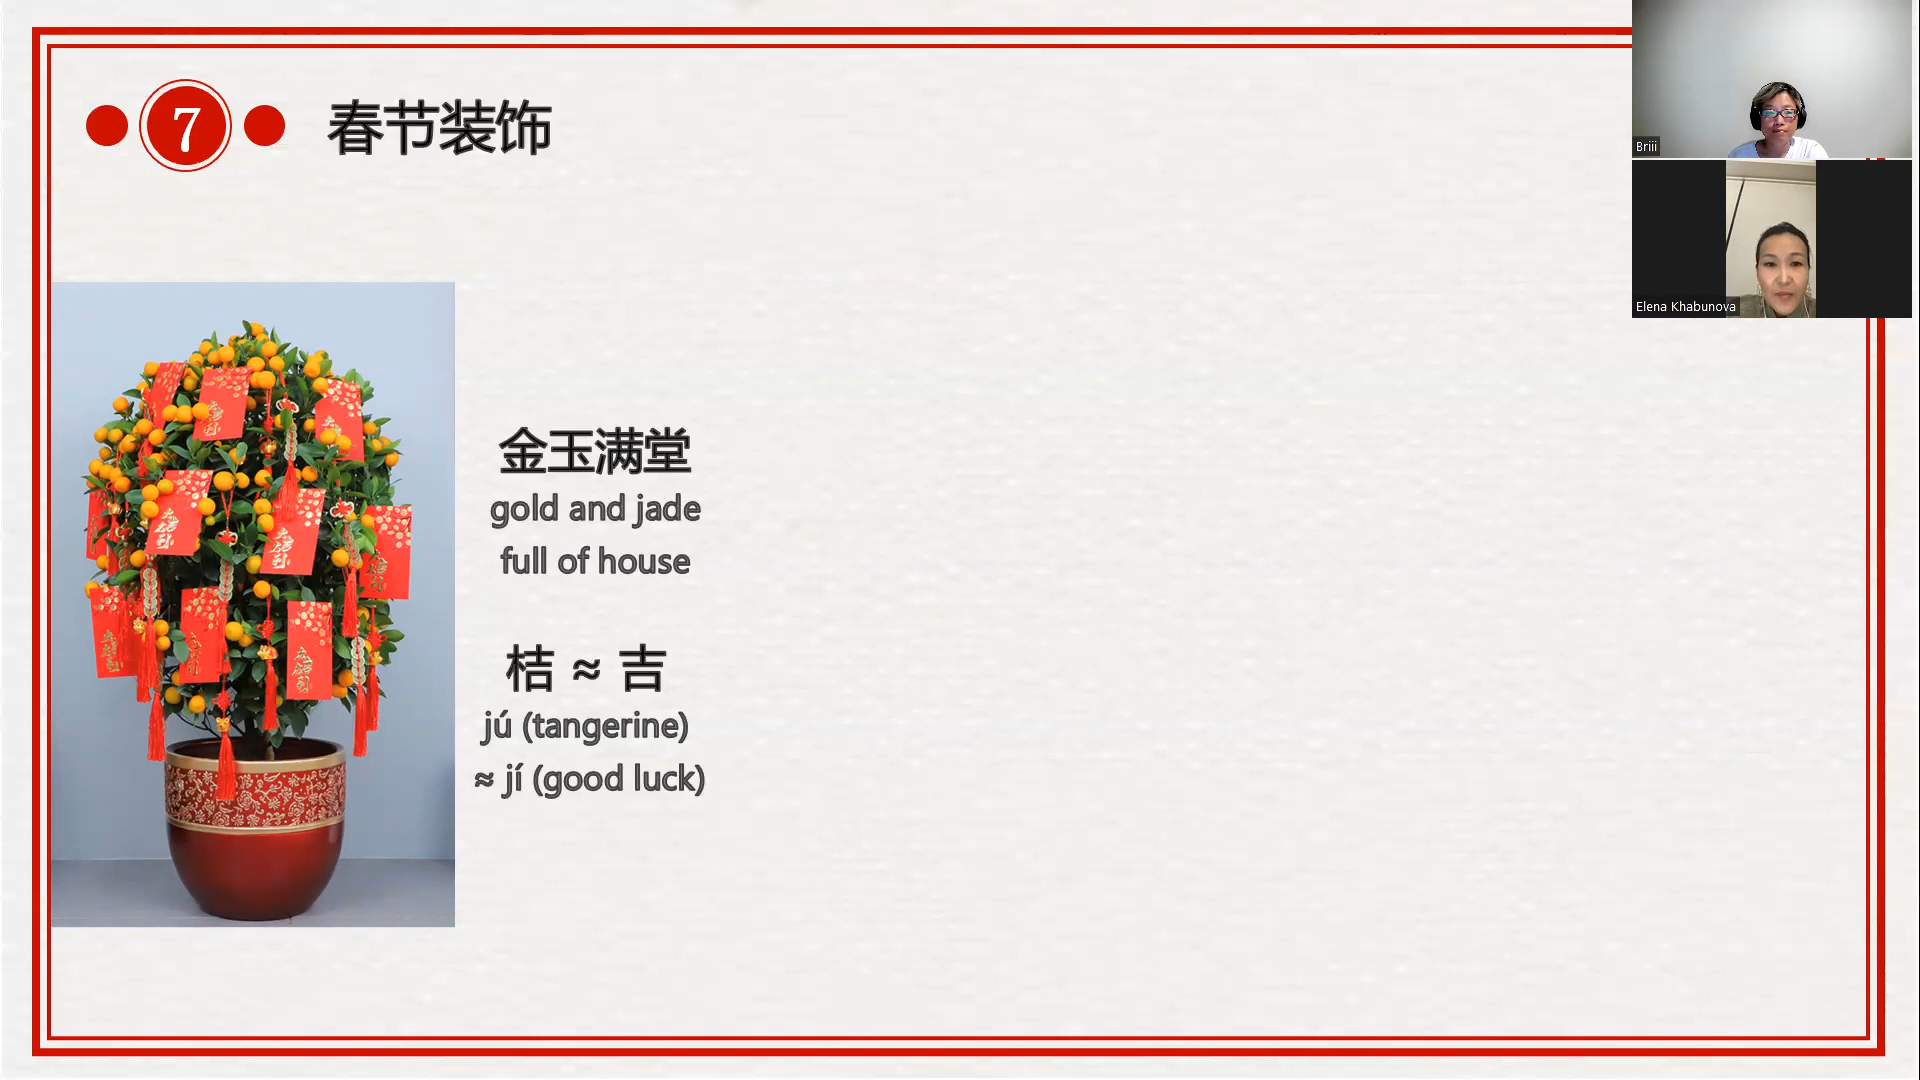 7
春节装饰
金玉满堂
gold and jade
full of house
桔 ≈ 吉
jú (tangerine)
≈ jí (good luck)
Briii
Elena Khabunova